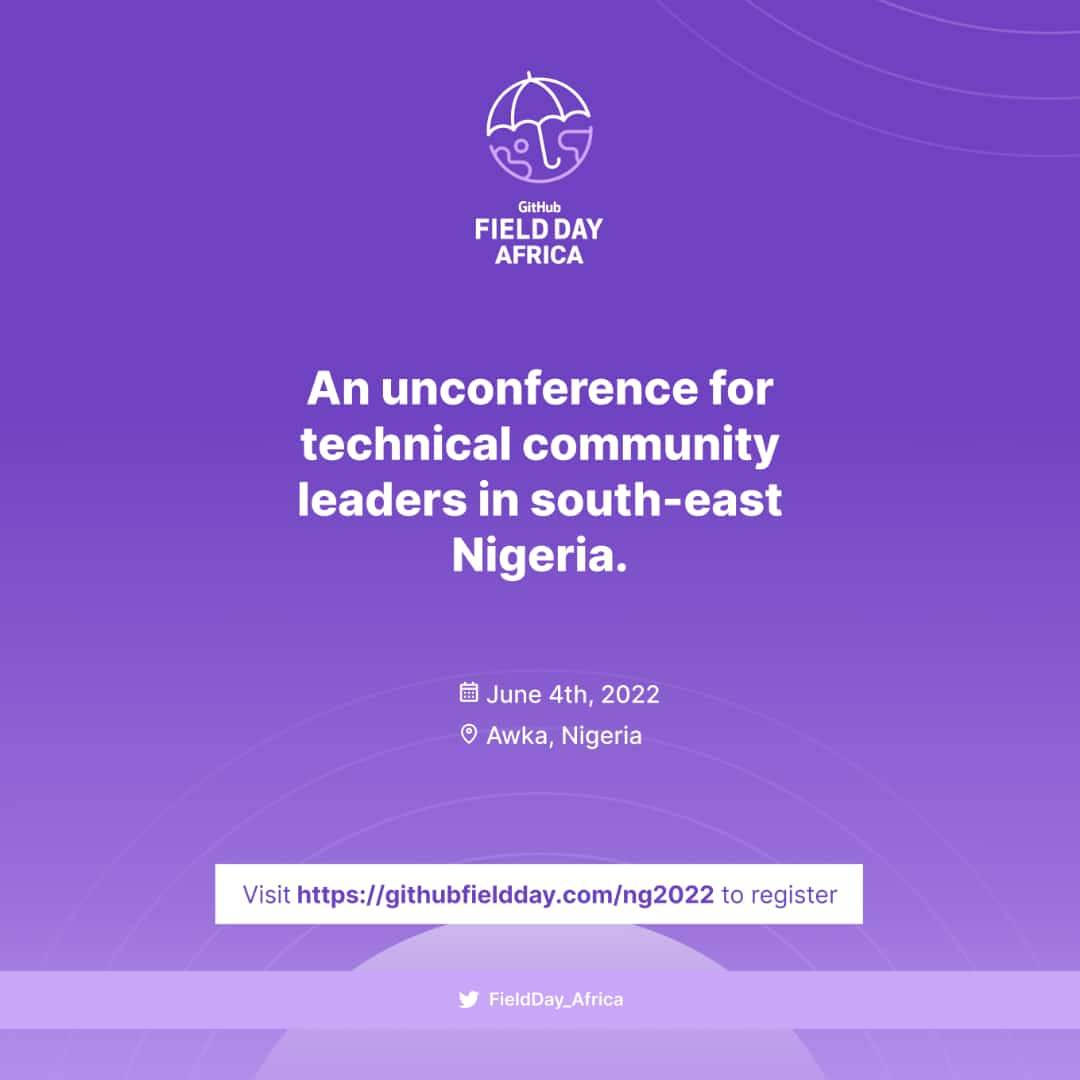 GitHub
FIELD DAY
AFRICA
An unconference for
technical community
leaders in south-east
Nigeria.
June 4th, 2022
Awka, Nigeria
Visit https://githubfieldday.com/ng2022 to register
FieldDay_Africa